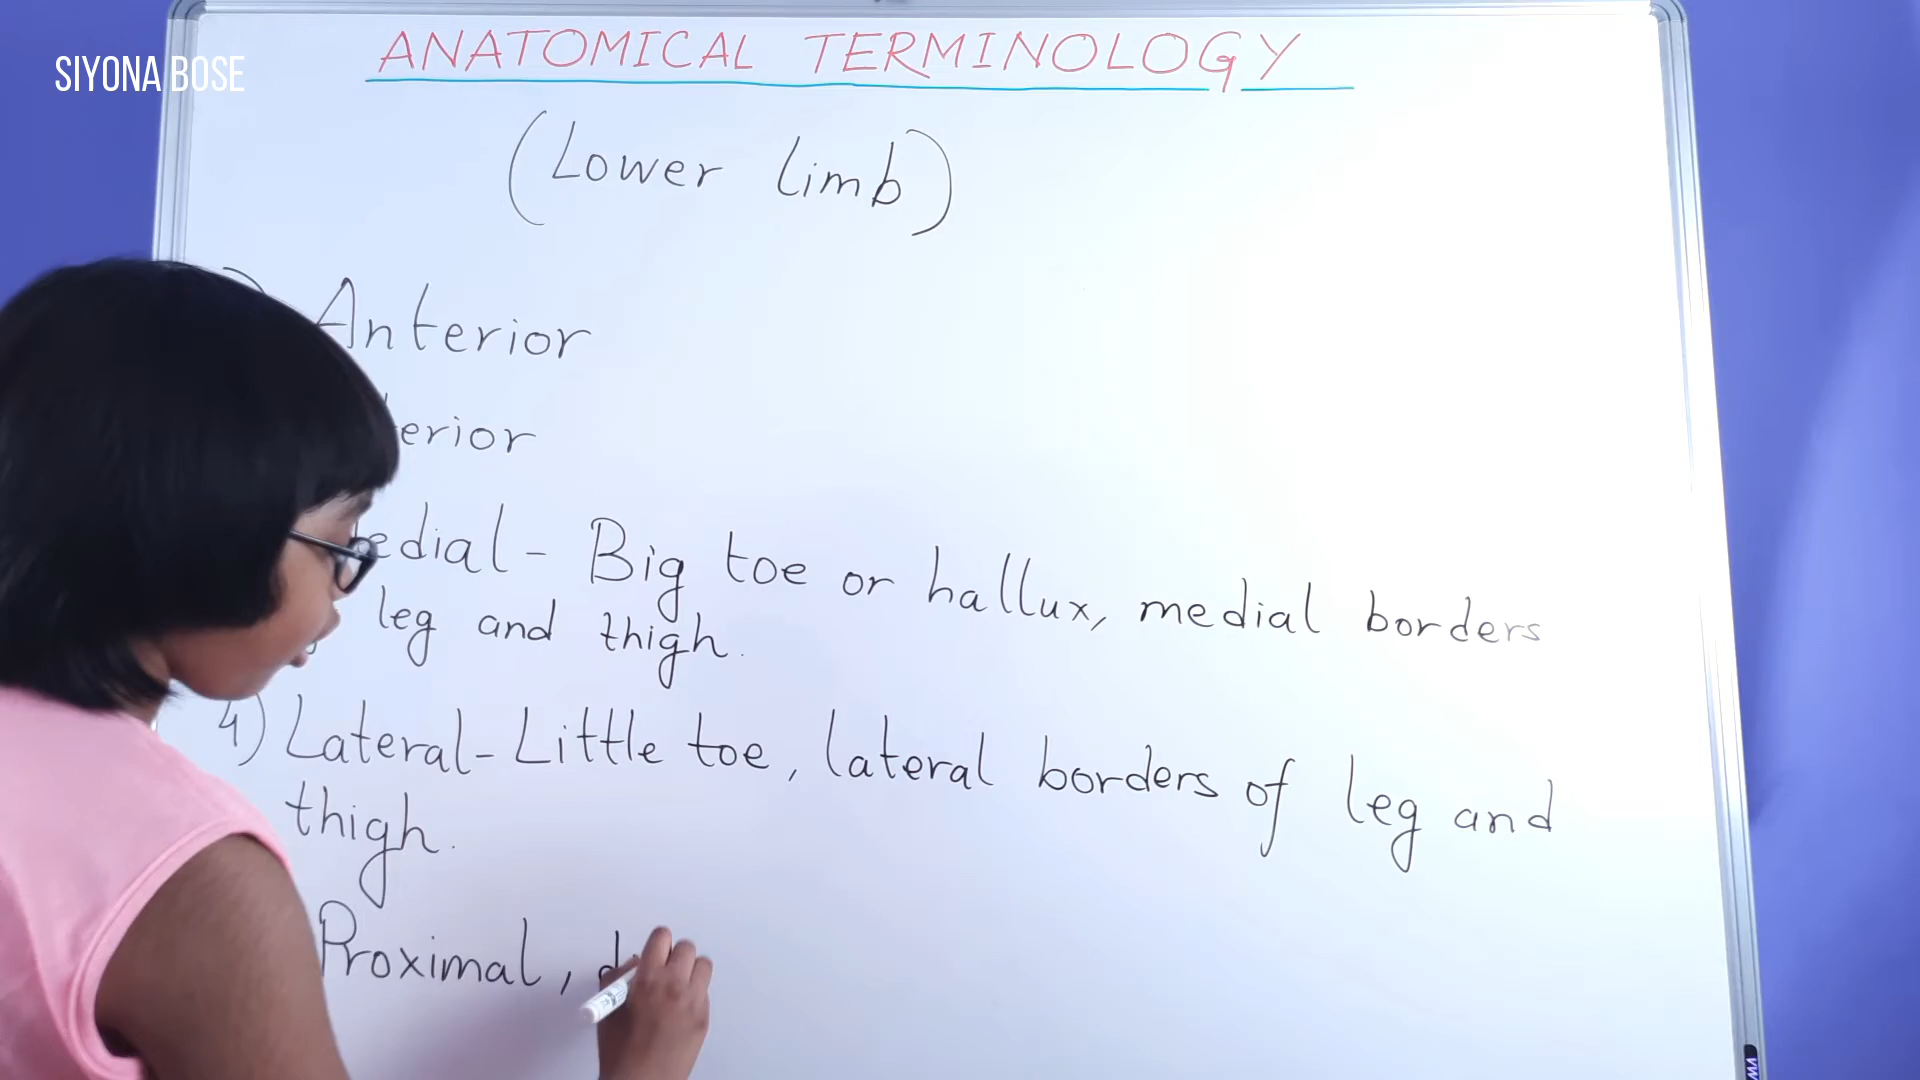 SIYONA BOSE
ANATOMICAL TERMINOLOGY
(Lower limb)
Anterior
erior
edial - Big toe or hallux, medial borders
leg and thigh.
4) Lateral - Little toe, lateral borders of leg and
thigh.
Proximal, d